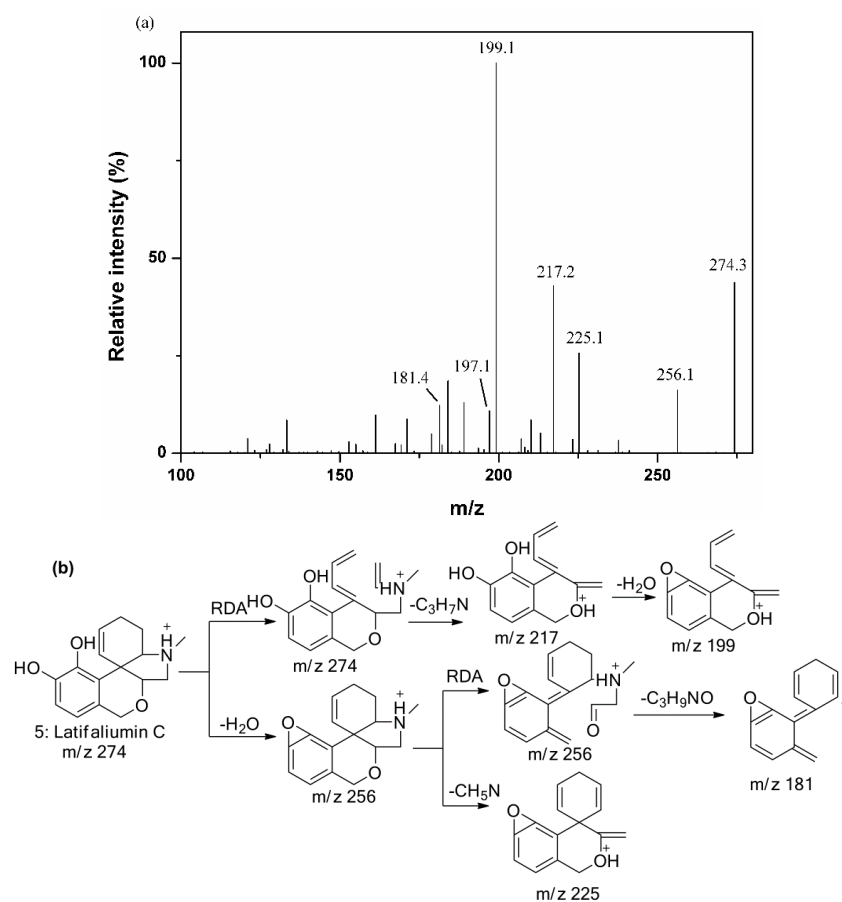 (a)
Relative intensity (%)
100
50
0
199.1
274.3
217.2
225.1
256.1
197.1
181.4
100
150
200
250
m/z
(b)
5: Latifaliumin C
m/z 274
HO
OH
O
H
N
+
RDA
HO
OH
O
HN
+
m/z 274
-C3H7N
HO
OH
OH
+
m/z 217
-H2O
O
OH
+
m/z 199
-H2O
O
O
H
N
+
m/z 256
RDA
O
O
HN
+
m/z 256
-C3H9NO
O
m/z 181
-CH5N
O
OH
+
m/z 225